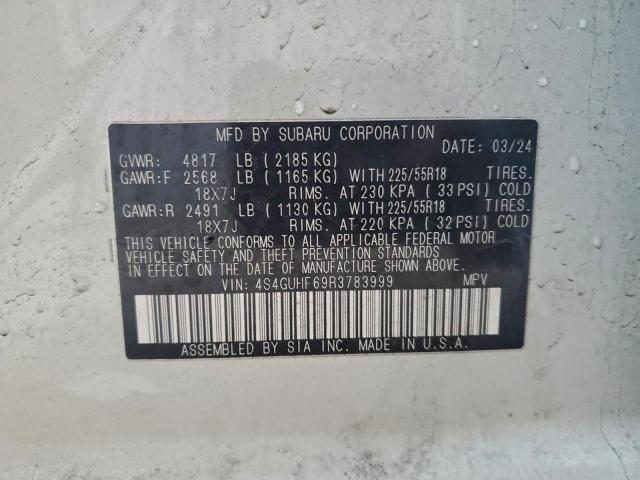 MFD BY SUBARU CORPORATION DATE: 03/24
GVWR: 4817 LB (2185 KG)
GAWR:F 2568 LB (1165 KG) WITH 225/55R18 TIRES.
18X7J RIMS. AT 230 KPA (33 PSI) COLD
GAWR:R 2491 LB (1130 KG) WITH 225/55R18 TIRES.
18X7J RIMS. AT 220 KPA (32 PSI) COLD
THIS VEHICLE CONFORMS TO ALL APPLICABLE FEDERAL MOTOR
VEHICLE SAFETY AND THEFT PREVENTION STANDARDS
IN EFFECT ON THE DATE OF MANUFACTURE SHOWN ABOVE.
VIN: 4S4GUHF69R3783999 MPV
ASSEMBLED BY SIA INC. MADE IN U.S.A.